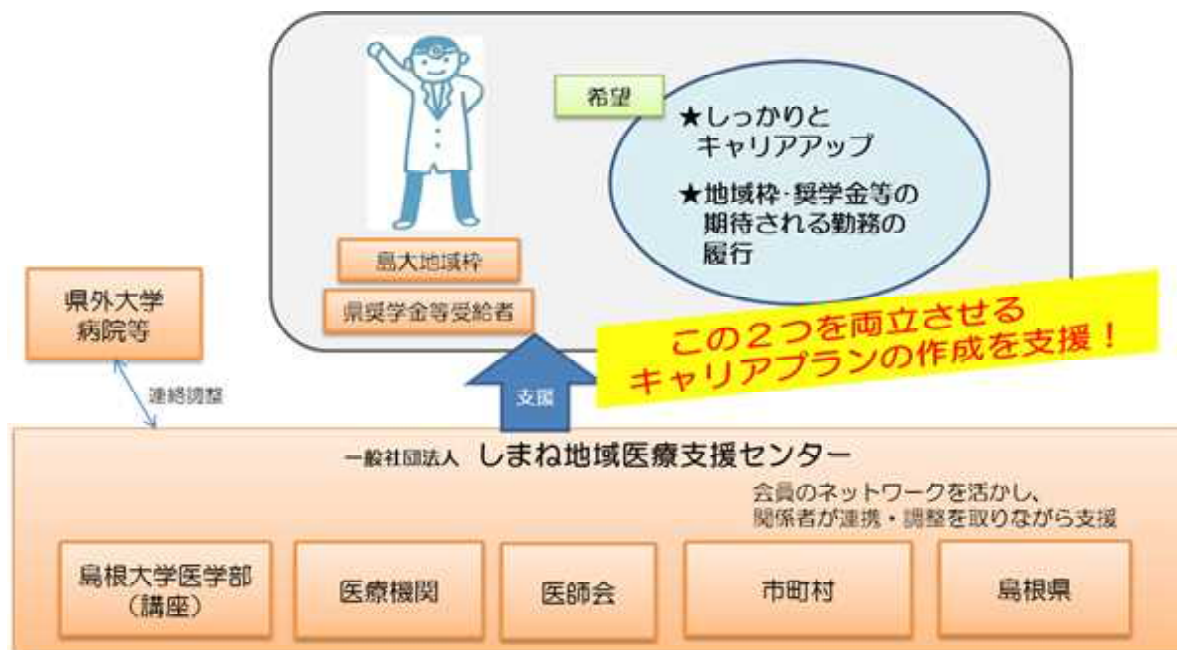 希望
★しっかりと
キャリアアップ
★地域枠・奨学金等の
期待される勤務の
履行
島大地域枠
県奨学金等受給者
県外大学
病院等
この２つを両立させる
キャリアプランの作成を支援！
連絡調整
支援
一般社団法人 しまね地域医療支援センター
会員のネットワークを活かし、
関係者が連携・調整を取りながら支援
島根大学医学部
（講座）
医療機関
医師会
市町村
島根県